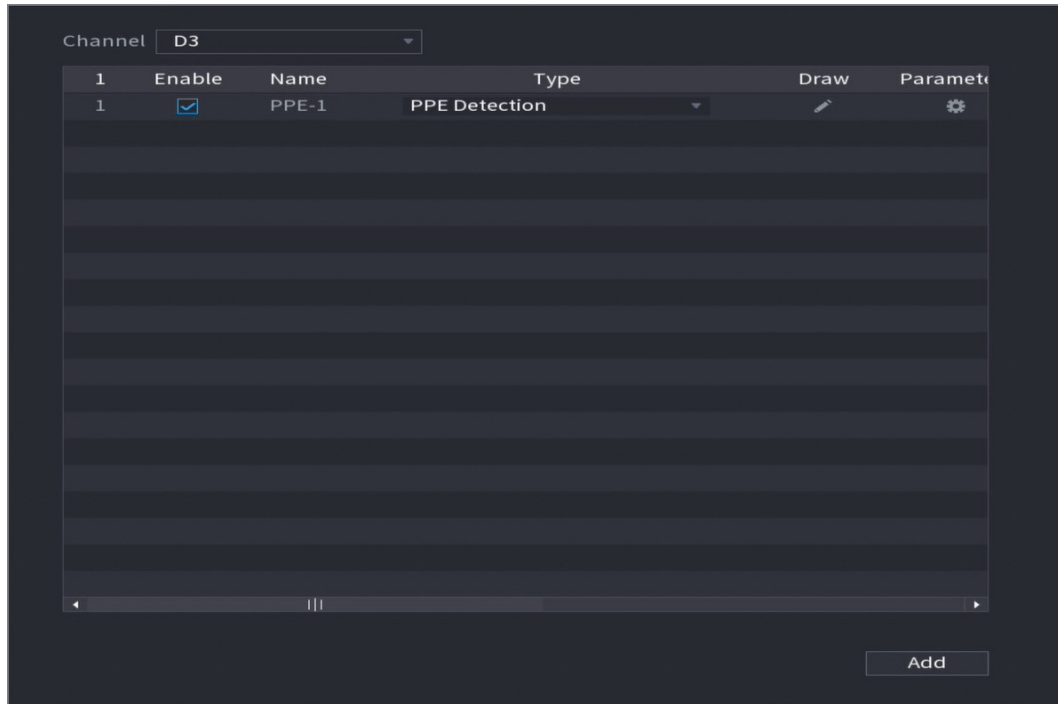 Channel D3
1 Enable Name Type Draw Paramete
1 PPE-1 PPE Detection
Add